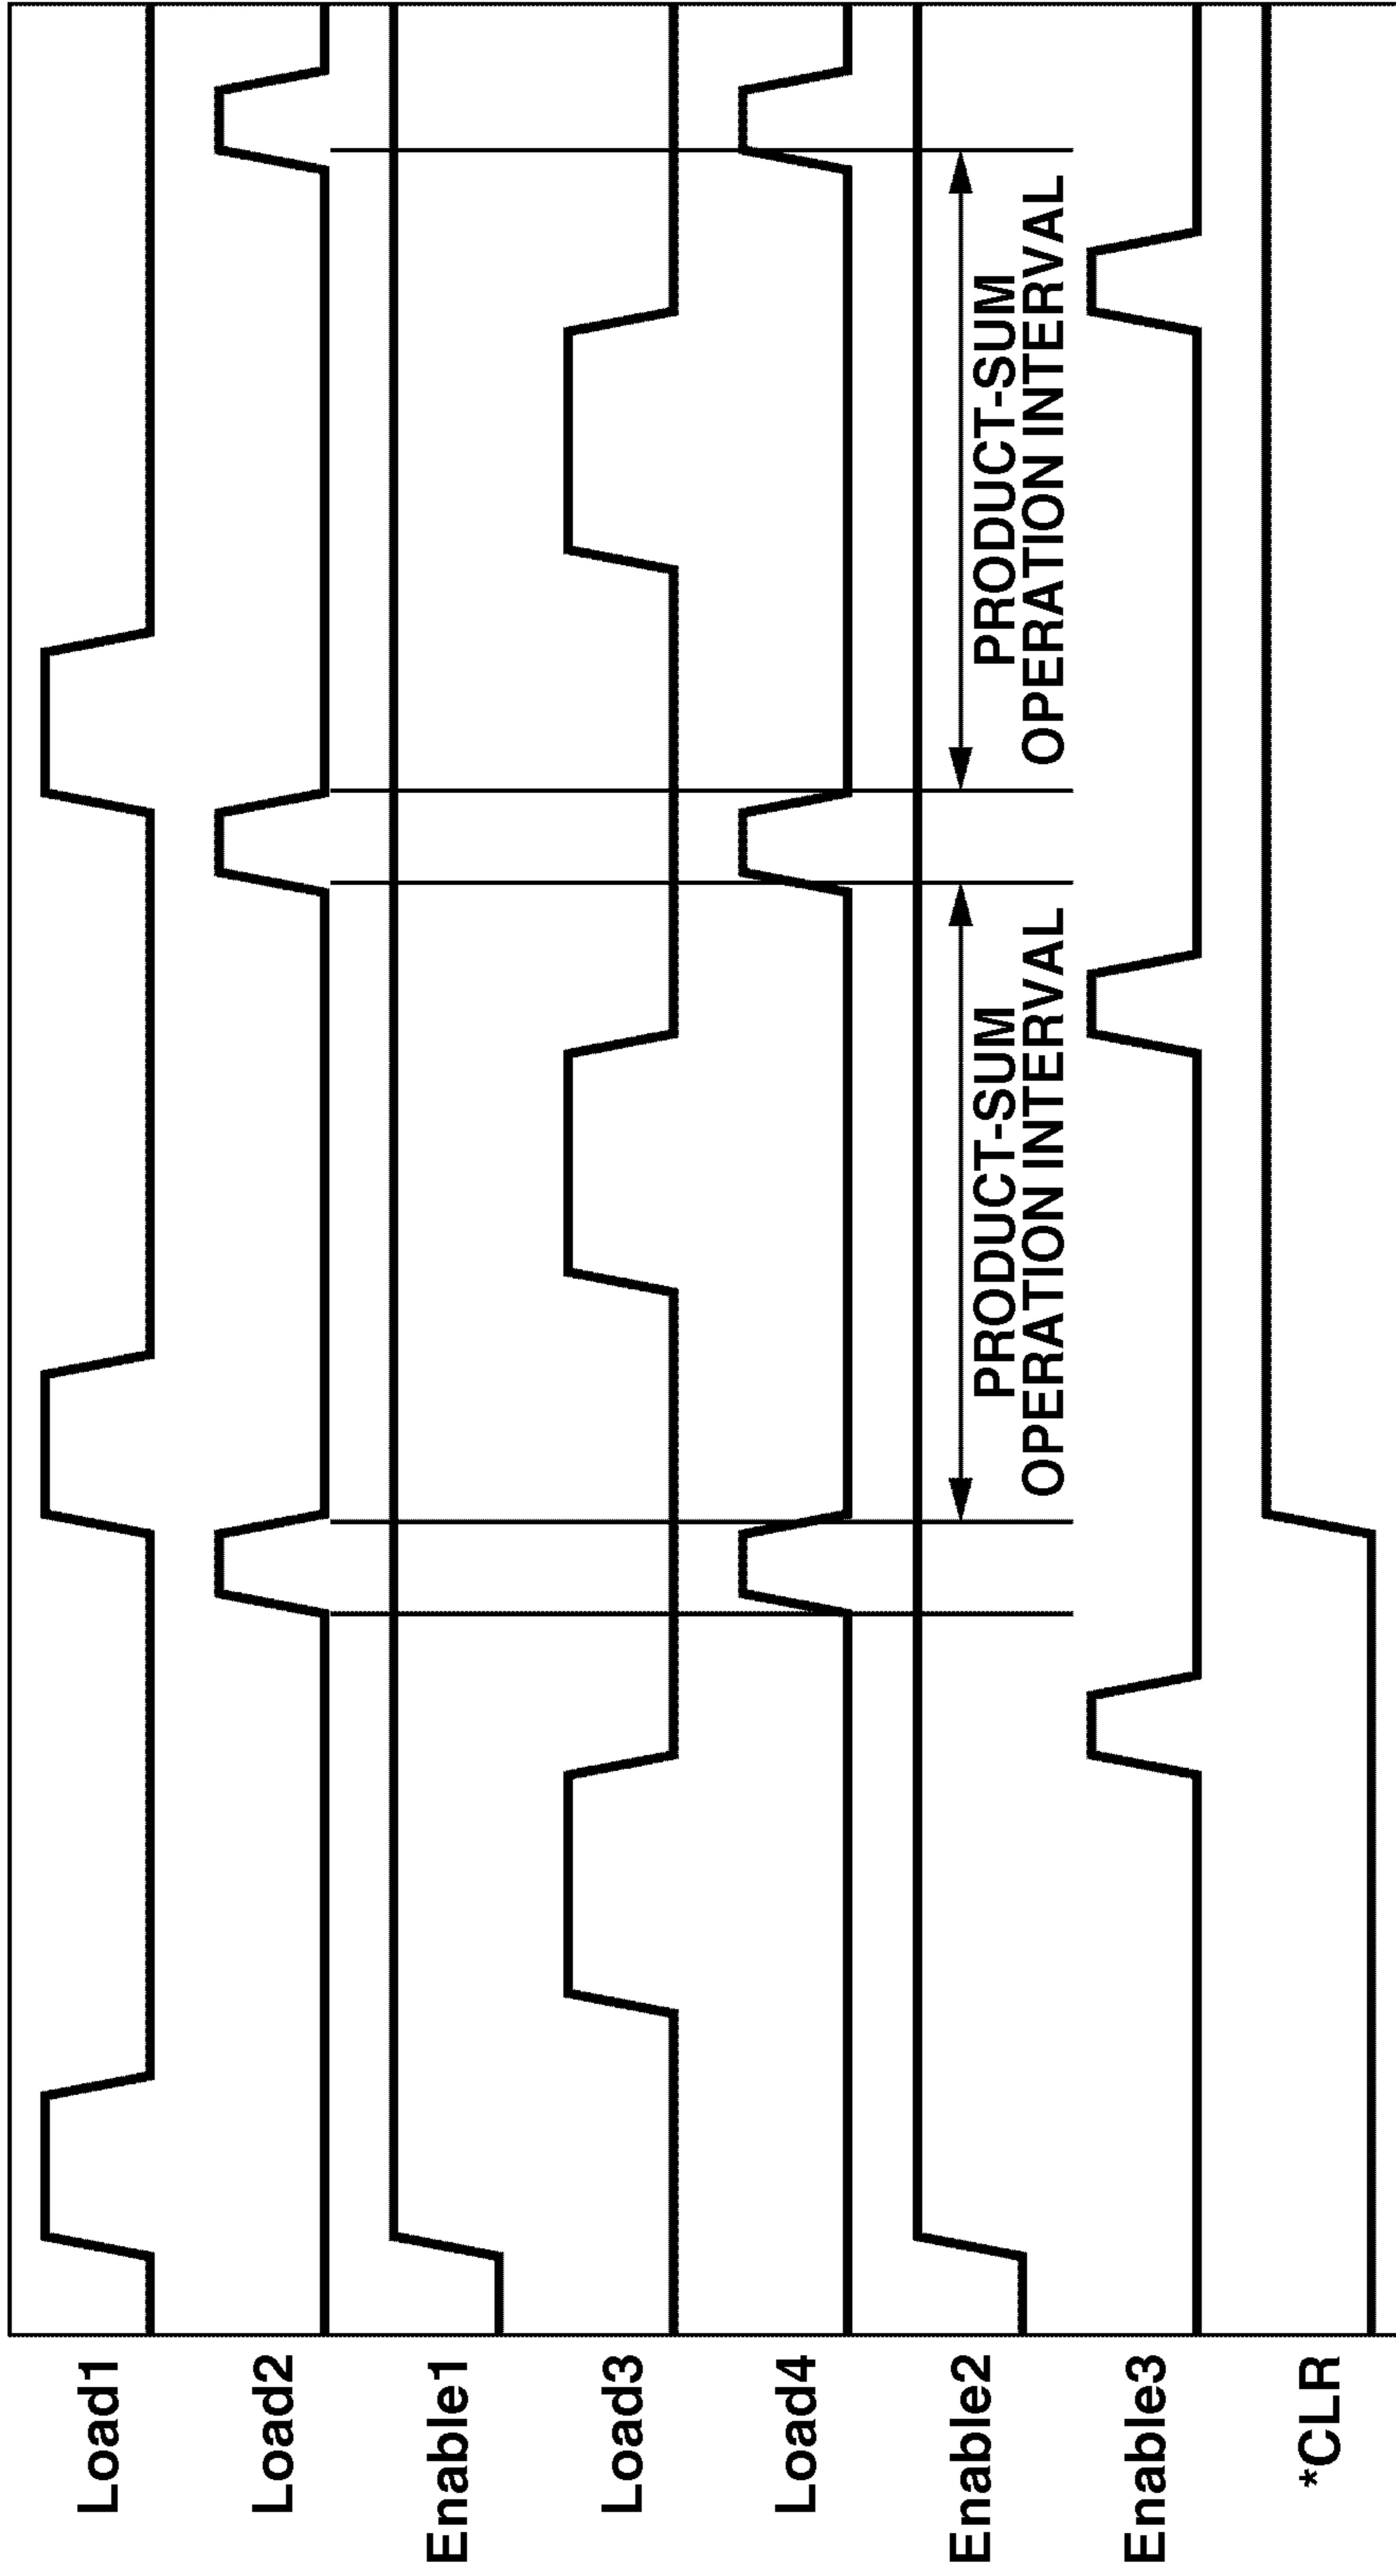 Load1
Load2
Enable1
Load3
Load4
Enable2
PRODUCT-SUM
OPERATION INTERVAL
PRODUCT-SUM
OPERATION INTERVAL
Enable3
*CLR